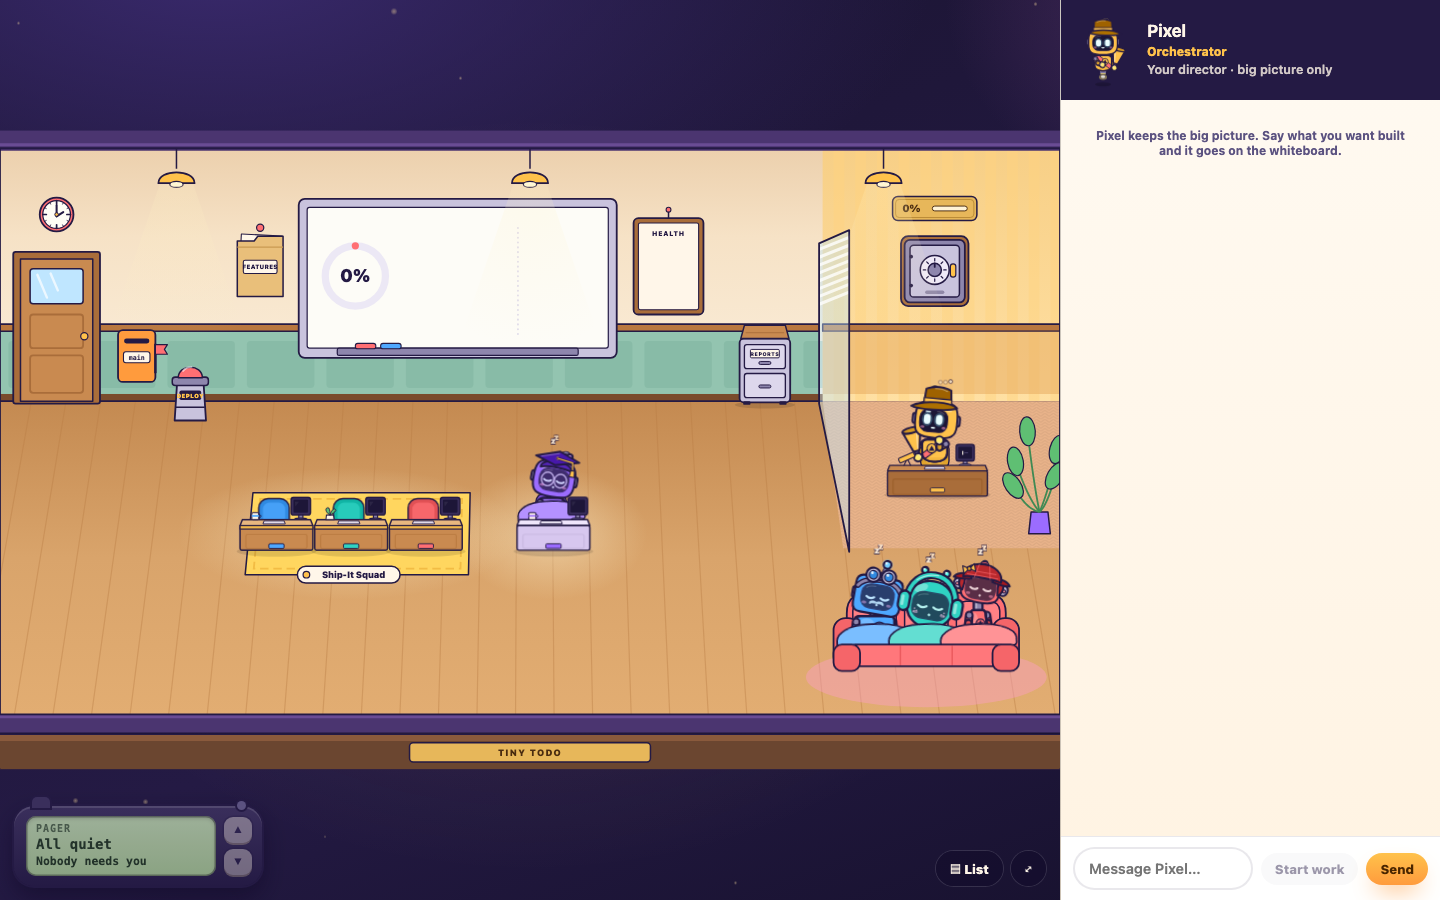 Pixel
Orchestrator
Your director · big picture only
Pixel keeps the big picture. Say what you want built
and it goes on the whiteboard.
0%
HEALTH
FEATURES
0%
main
REPORTS
DEPLOY
Ship-It Squad
TINY TODO
PAGER
All quiet
Nobody needs you
▲
▼
List
Message Pixel...
Start work
Send